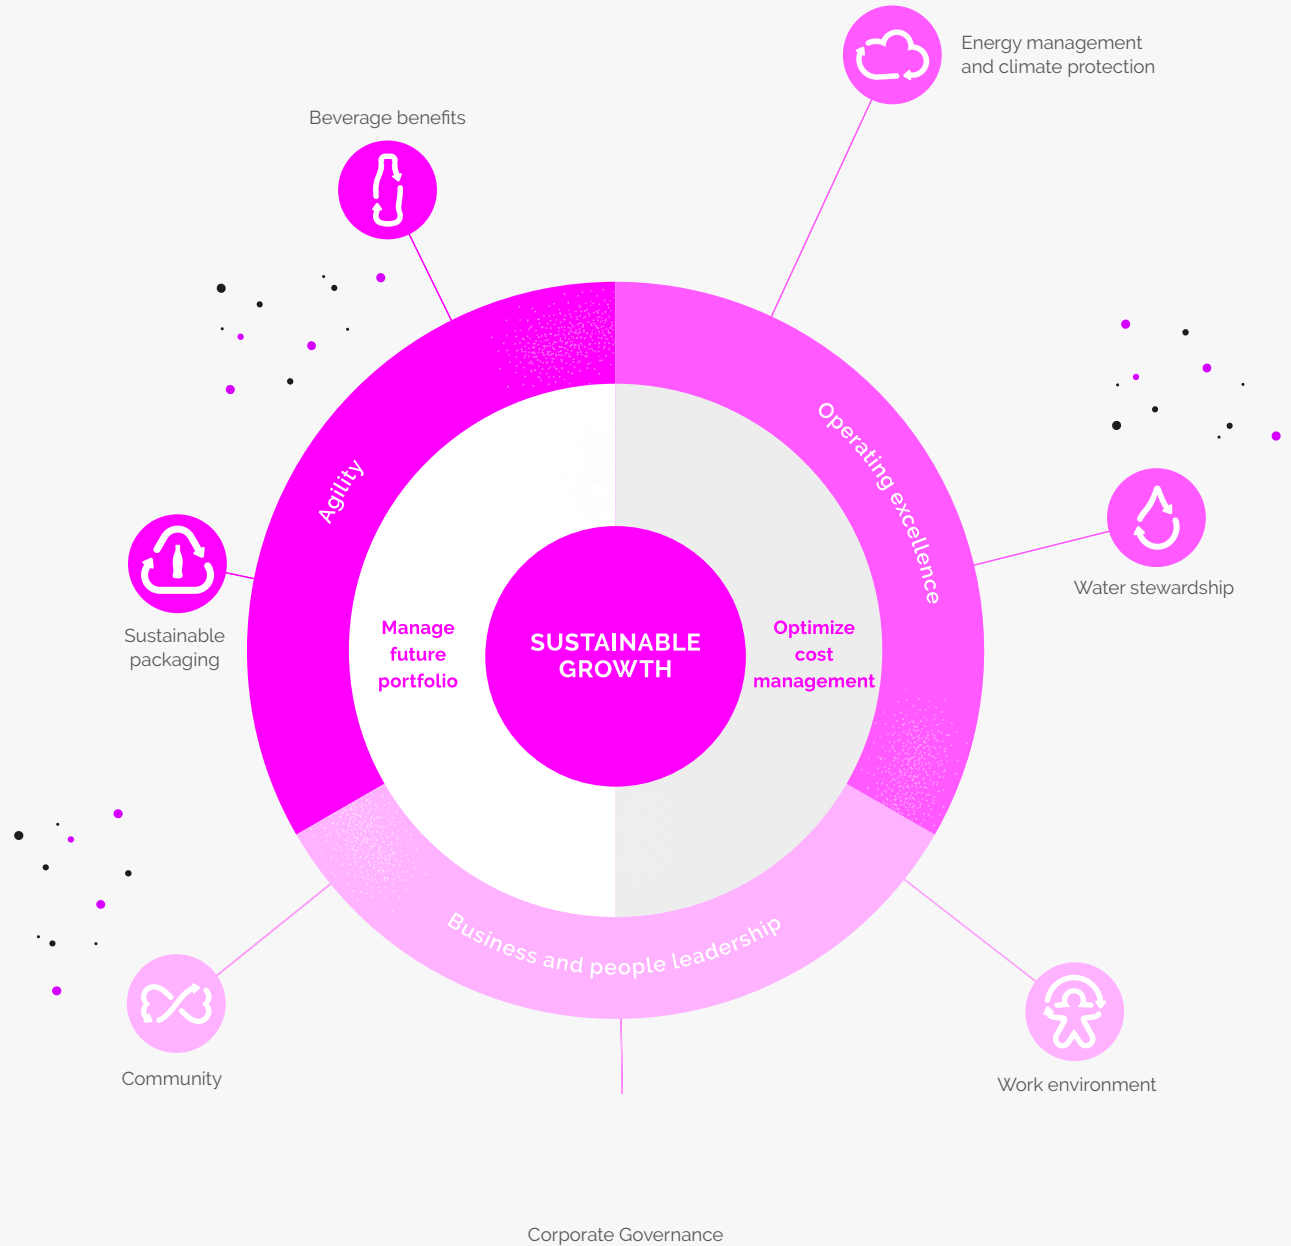 Energy management
and climate protection
Beverage benefits
Operating excellence
Agility
Water stewardship
Sustainable
packaging
Manage
future
portfolio
SUSTAINABLE
GROWTH
Optimize
cost
management
Business and people leadership
Community
Work environment
Corporate Governance